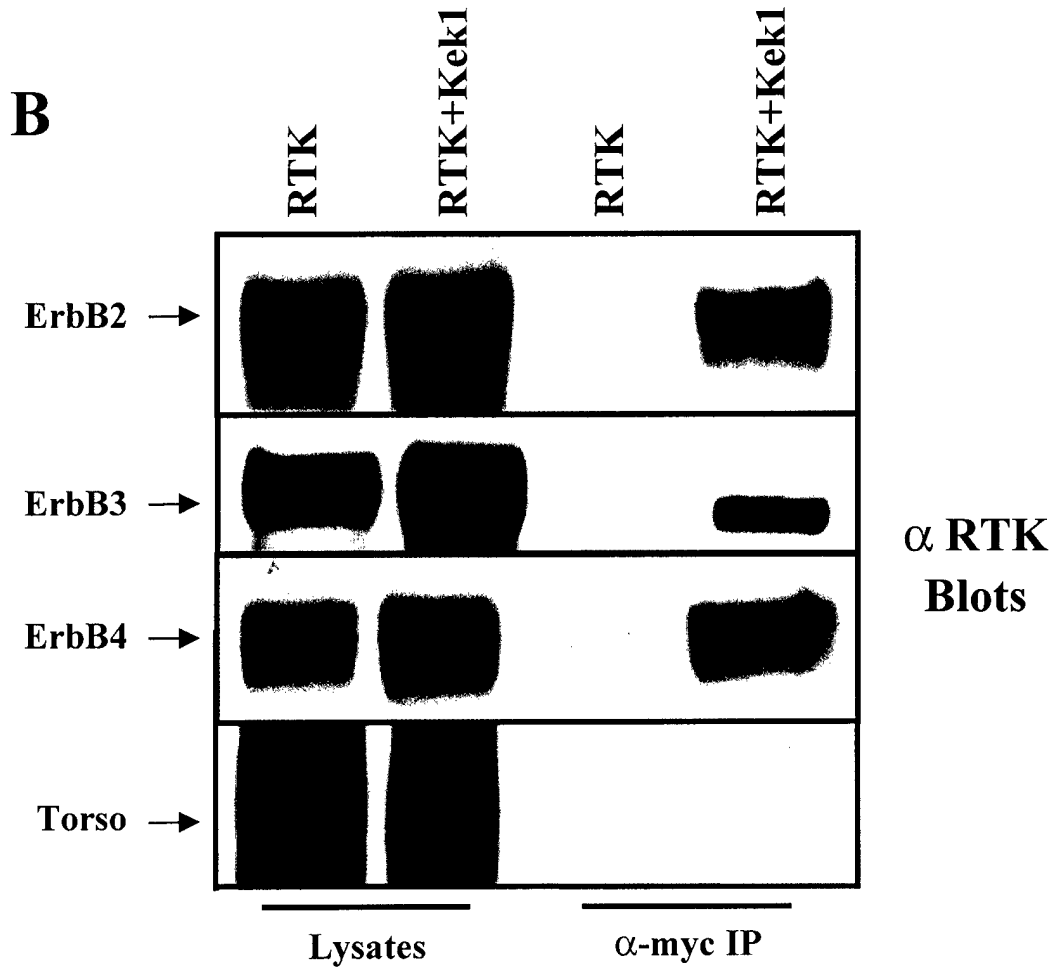 B
RTK
RTK+Kek1
RTK
RTK+Kek1
ErbB2
ErbB3
ErbB4
Torso
α RTK
Blots
Lysates
α-myc IP